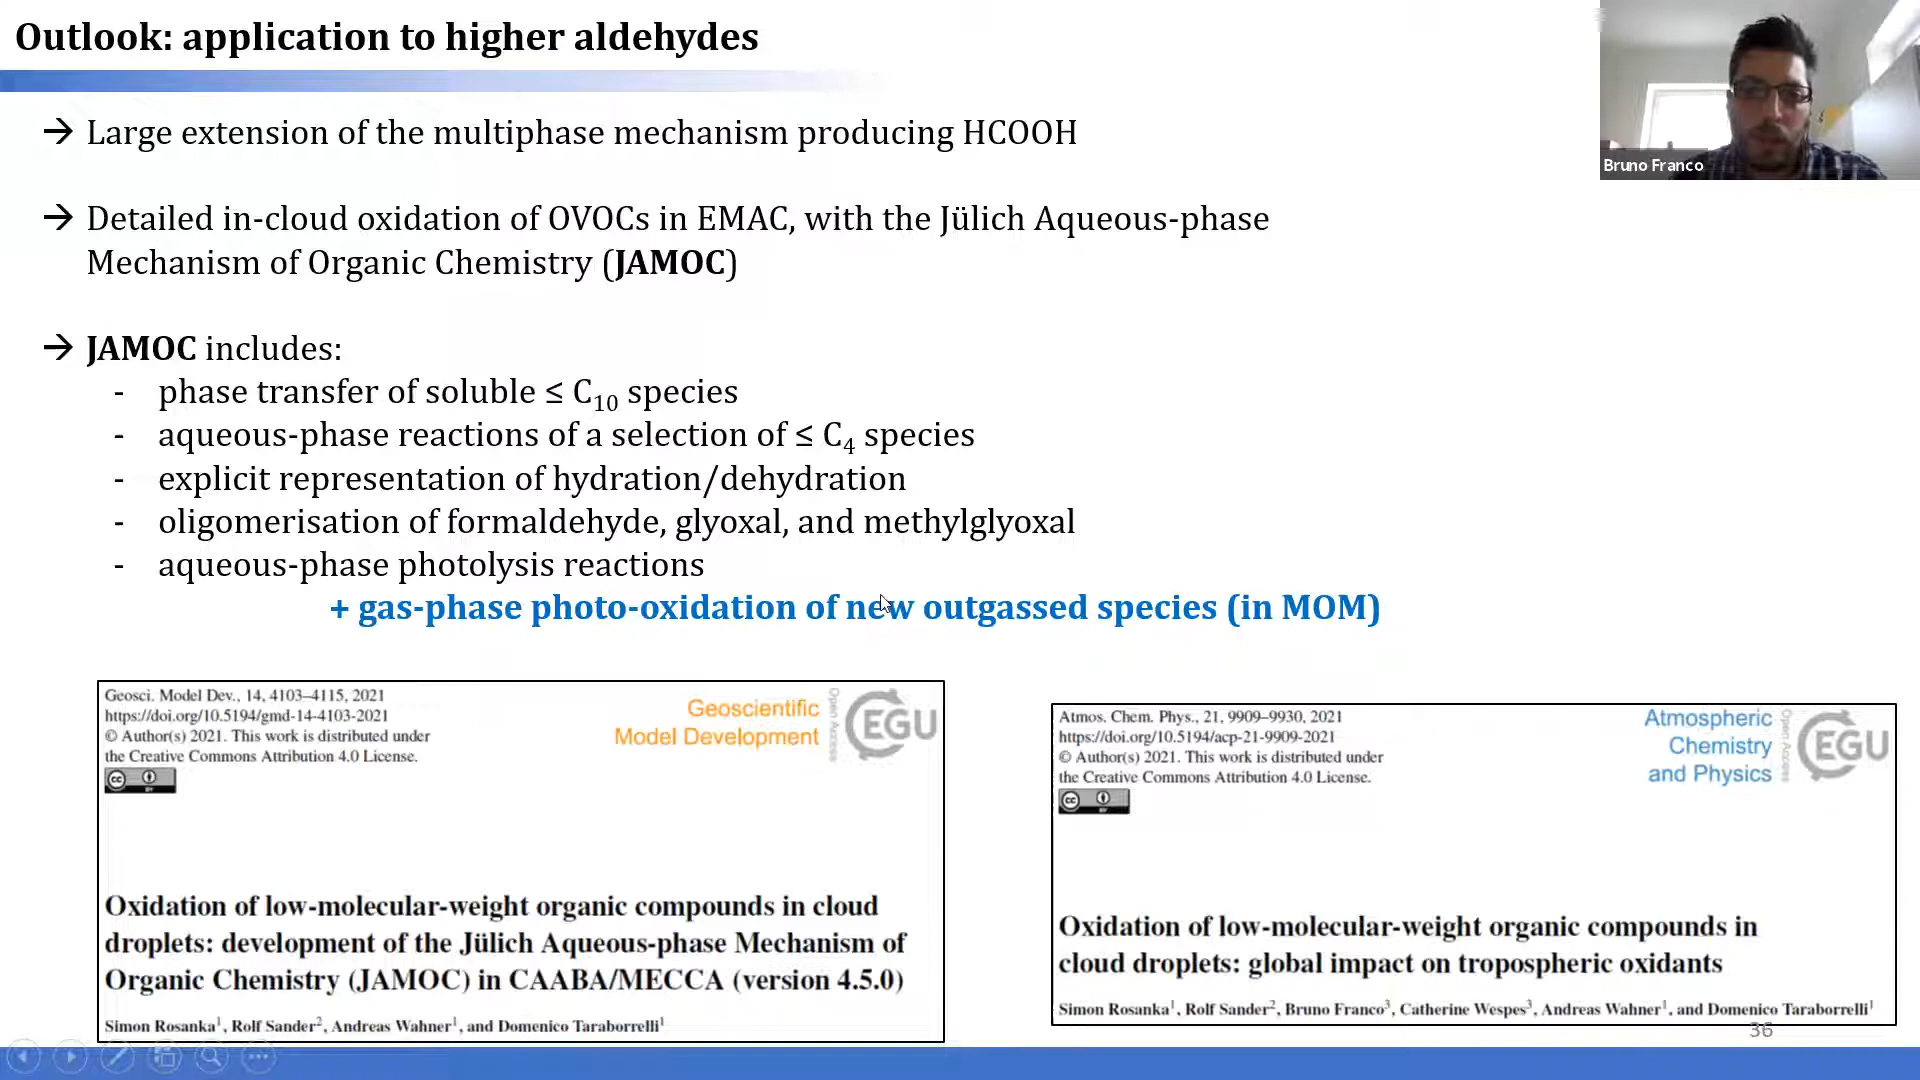 Outlook: application to higher aldehydes
Bruno Franco
→ Large extension of the multiphase mechanism producing HCOOH
→ Detailed in-cloud oxidation of OVOCs in EMAC, with the Jülich Aqueous-phase
Mechanism of Organic Chemistry (JAMOC)
→ JAMOC includes:
- phase transfer of soluble ≤ C10 species
- aqueous-phase reactions of a selection of ≤ C4 species
- explicit representation of hydration/dehydration
- oligomerisation of formaldehyde, glyoxal, and methylglyoxal
- aqueous-phase photolysis reactions
+ gas-phase photo-oxidation of new outgassed species (in MOM)
Geosci. Model Dev., 14, 4103–4115, 2021
https://doi.org/10.5194/gmd-14-4103-2021
© Author(s) 2021. This work is distributed under
the Creative Commons Attribution 4.0 License.
cc
BY
Geoscientific
Model Development
Open Access
EGU
Oxidation of low-molecular-weight organic compounds in cloud
droplets: development of the Jülich Aqueous-phase Mechanism of
Organic Chemistry (JAMOC) in CAABA/MECCA (version 4.5.0)
Simon Rosanka1, Rolf Sander2, Andreas Wahner1, and Domenico Taraborrelli1
Atmos. Chem. Phys., 21, 9909–9930, 2021
https://doi.org/10.5194/acp-21-9909-2021
© Author(s) 2021. This work is distributed under
the Creative Commons Attribution 4.0 License.
cc
BY
Atmospheric
Chemistry
and Physics
Open Access
EGU
Oxidation of low-molecular-weight organic compounds in
cloud droplets: global impact on tropospheric oxidants
Simon Rosanka1, Rolf Sander2, Bruno Franco3, Catherine Wespes3, Andreas Wahner1, and Domenico Taraborrelli1
36